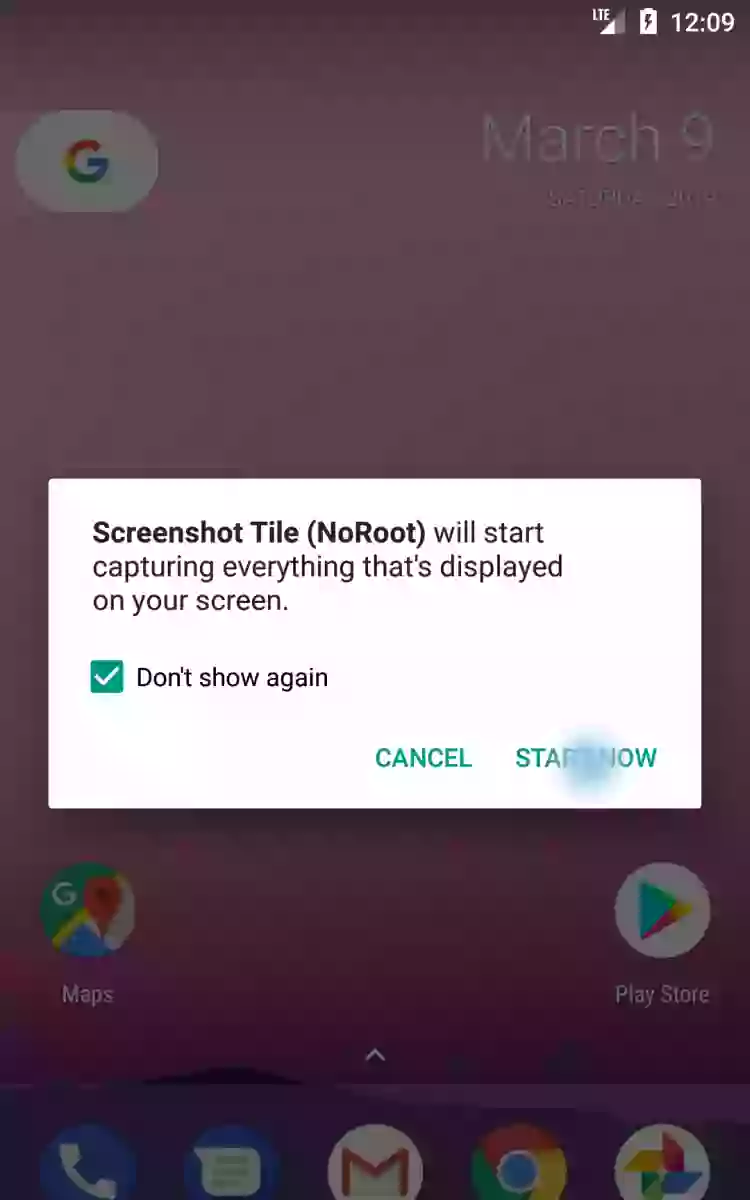 LTE 12:09
March 9
Screenshot Tile (NoRoot) will start
capturing everything that's displayed
on your screen.
Don't show again
CANCEL START NOW
Maps Play Store